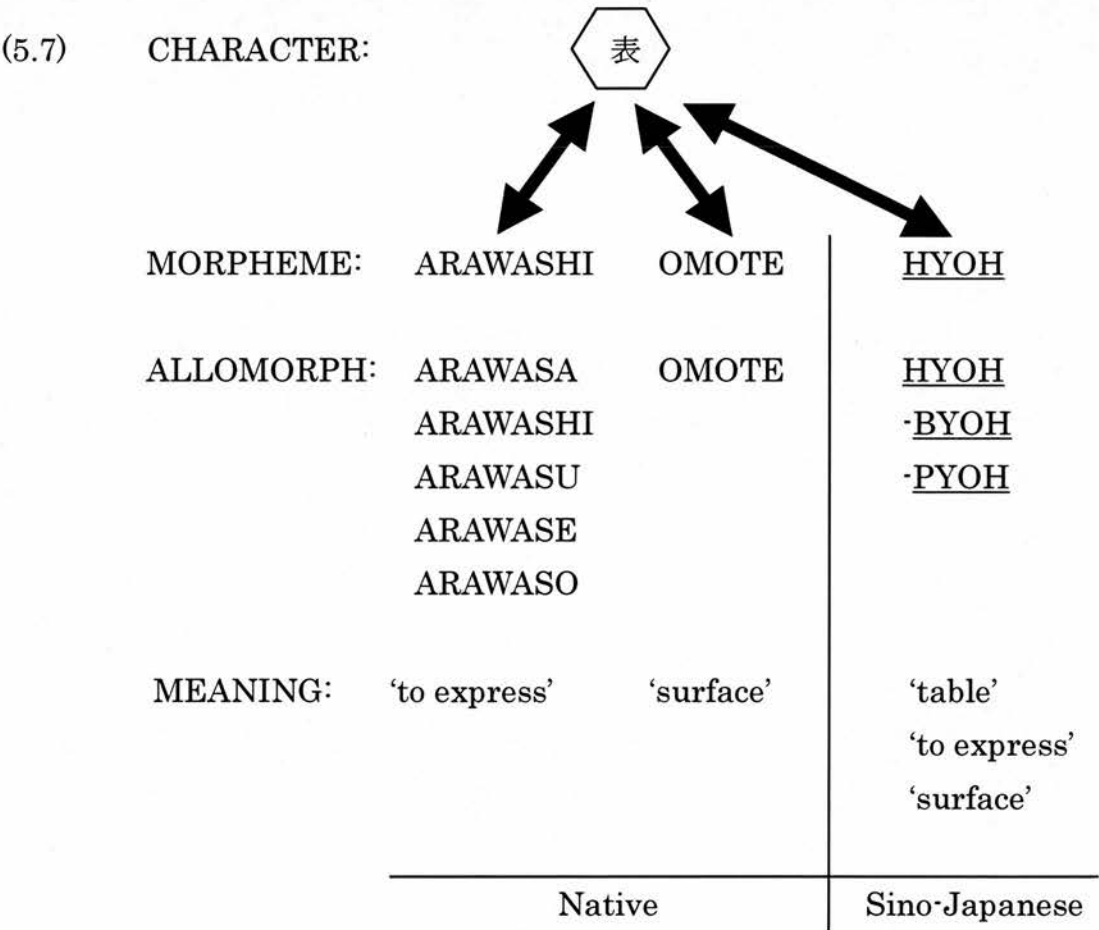 (5.7) CHARACTER: 表
MORPHEME: ARAWASHI OMOTE HYOH
ALLOMORPH: ARAWASA OMOTE HYOH
ARAWASHI -BYOH
ARAWASU -PYOH
ARAWASE
ARAWASO
MEANING: ‘to express’ ‘surface’ ‘table’
‘to express’
‘surface’
Native Sino-Japanese